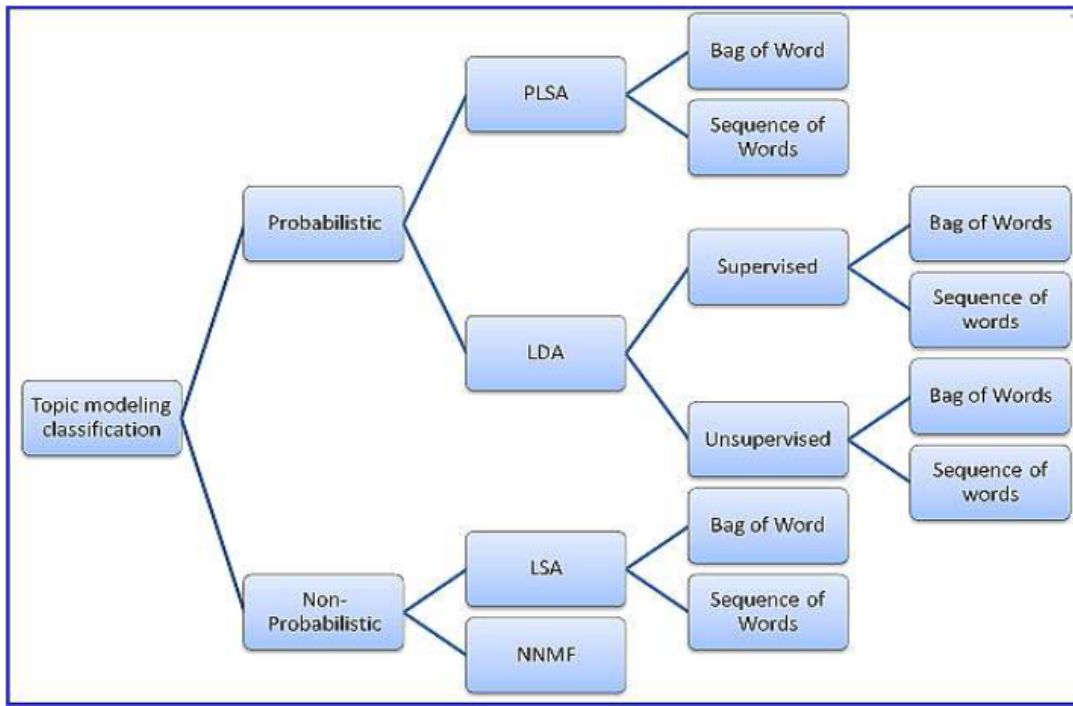 Topic modeling
classification
Probabilistic
PLSA
Bag of Word
Sequence of
Words
LDA
Supervised
Bag of Words
Sequence of
words
Unsupervised
Bag of Words
Sequence of
words
Non-
Probabilistic
LSA
Bag of Word
Sequence of
Words
NNMF